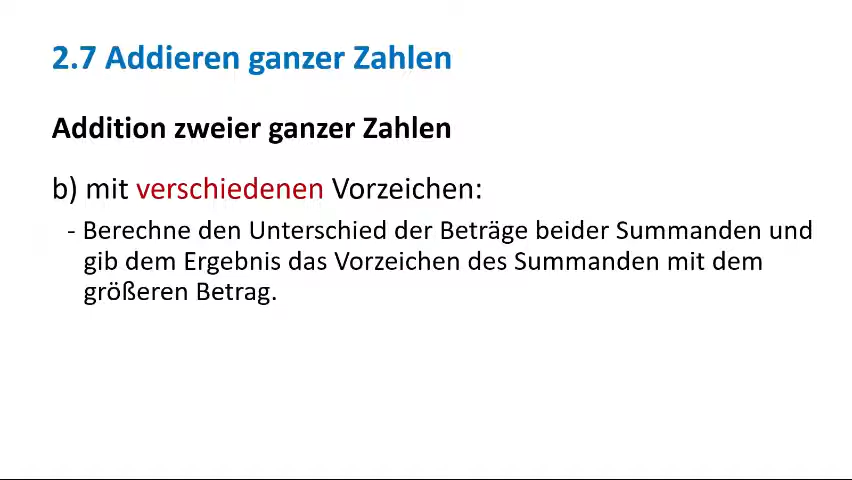 2.7 Addieren ganzer Zahlen
Addition zweier ganzer Zahlen
b) mit verschiedenen Vorzeichen:
- Berechne den Unterschied der Beträge beider Summanden und
gib dem Ergebnis das Vorzeichen des Summanden mit dem
größeren Betrag.